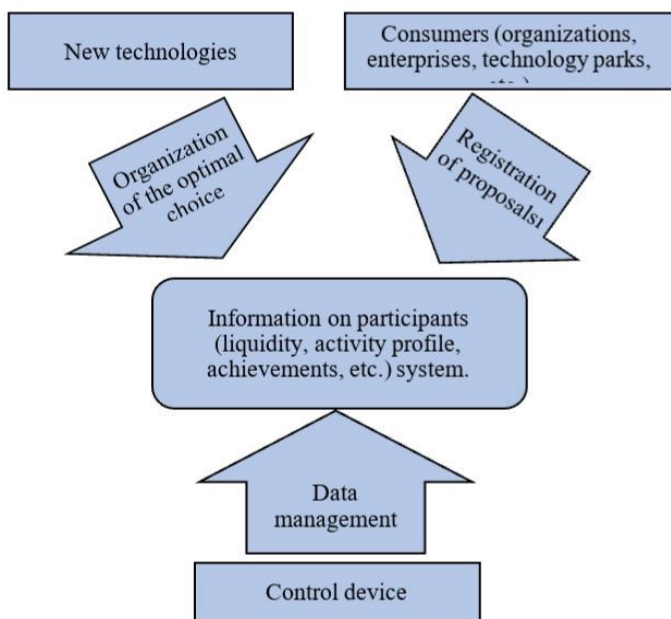 New technologies
Consumers (organizations,
enterprises, technology parks,
etc.)
Organization
of the optimal
choice
Registration
of proposals
Information on participants
(liquidity, activity profile,
achievements, etc.) system.
Data
management
Control device